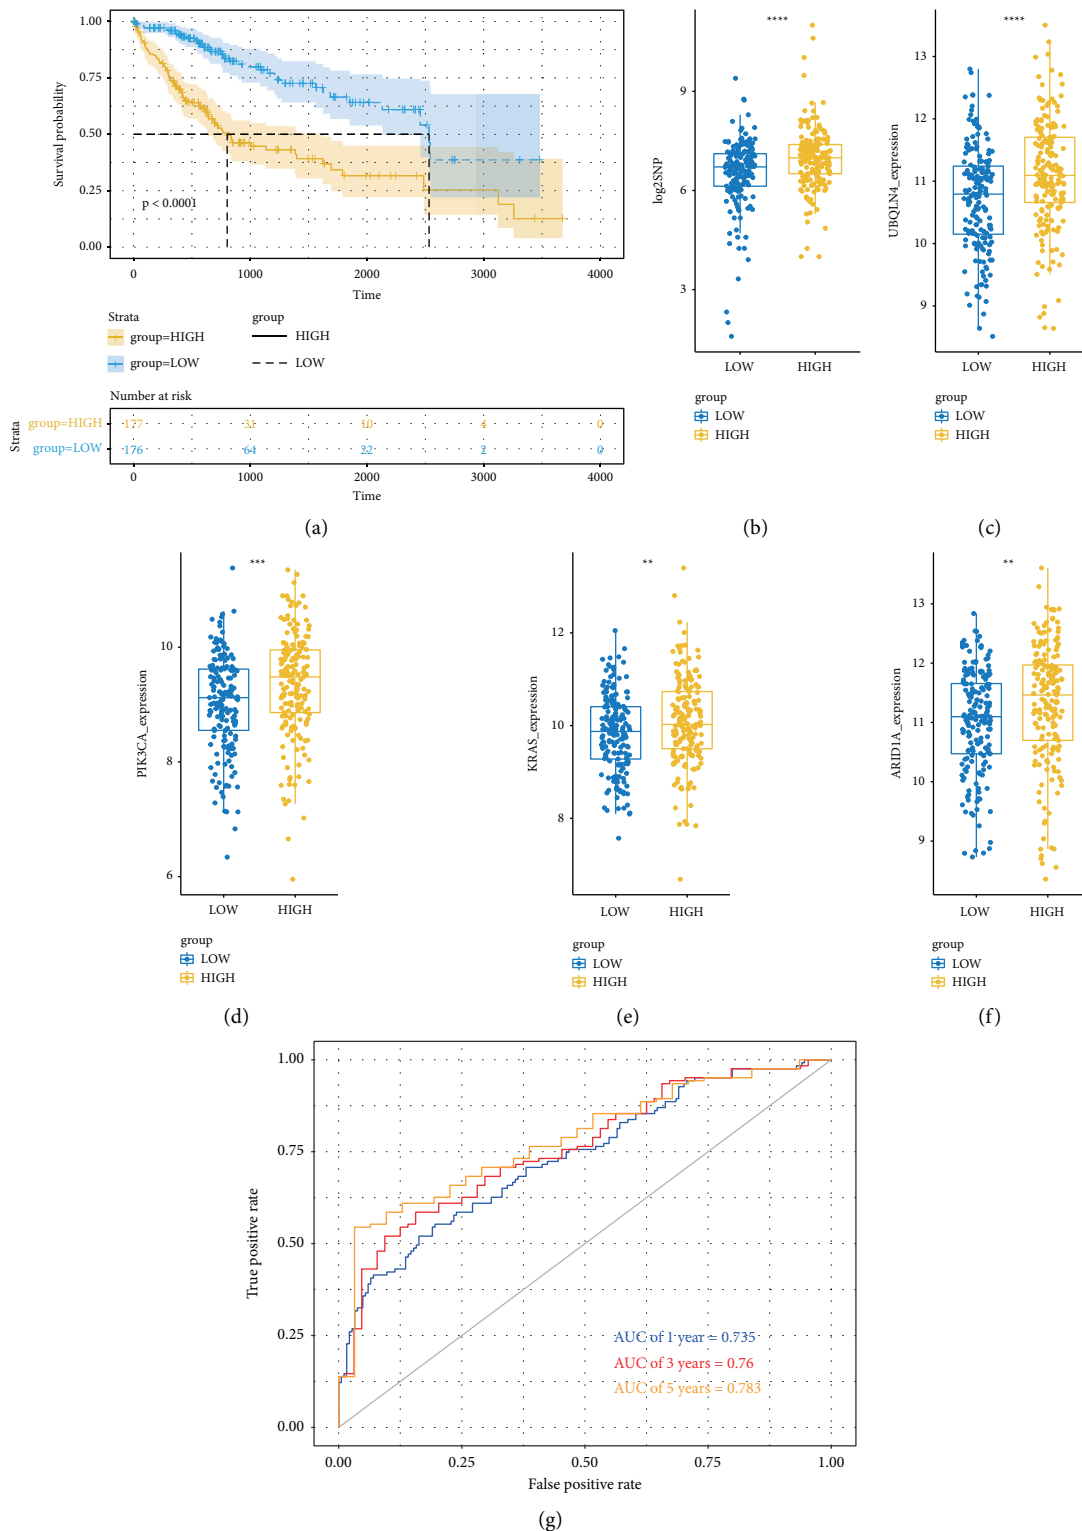 1.00
0.75
0.50
0.25
0.00
Survival probability
p < 0.0001
0 1000 2000 3000 4000
Time
Strata
group=HIGH
group=LOW
group
HIGH
LOW
Number at risk
Strata
group=HIGH 177 31 10 4 0
group=LOW 176 64 22 2 0
0 1000 2000 3000 4000
Time
(a)
****
9
6
3
log2SNP
LOW HIGH
group
LOW
HIGH
(b)
****
13
12
11
10
9
UBQLN4_expression
LOW HIGH
group
LOW
HIGH
(c)
***
10
8
6
PIK3CA_expression
LOW HIGH
group
LOW
HIGH
(d)
**
12
10
8
KRAS_expression
LOW HIGH
group
LOW
HIGH
(e)
**
13
12
11
10
9
ARID1A_expression
LOW HIGH
group
LOW
HIGH
(f)
1.00
0.75
0.50
0.25
0.00
True positive rate
AUC of 1 year = 0.735
AUC of 3 years = 0.76
AUC of 5 years = 0.783
0.00 0.25 0.50 0.75 1.00
False positive rate
(g)